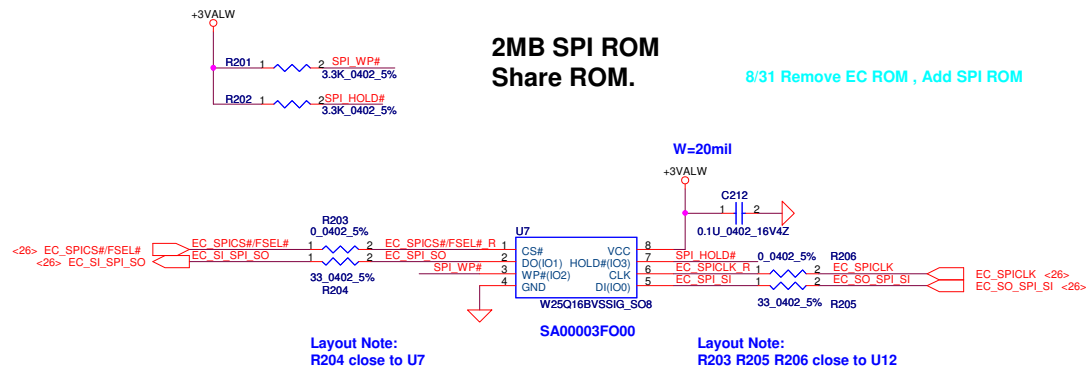 +3VALW
R201 1 2 SPI_WP#
3.3K_0402_5%
R202 1 2 SPI_HOLD#
3.3K_0402_5%
2MB SPI ROM
Share ROM.
8/31 Remove EC ROM , Add SPI ROM
W=20mil
+3VALW
C212
1 2
0.1U_0402_16V4Z
R203
0_0402_5%
<26> EC_SPICS#/FSEL# EC_SPICS#/FSEL# 1 2 EC_SPICS#/FSEL#_R 1
<26> EC_SI_SPI_SO EC_SI_SPI_SO 1 2 EC_SPI_SO 2
33_0402_5% SPI_WP# 3
R204 4
U7
CS# VCC 8
DO(IO1) HOLD#(IO3) 7 SPI_HOLD# 0_0402_5% R206
WP#(IO2) CLK 6 EC_SPICLK_R 1 2 EC_SPICLK EC_SPICLK <26>
GND DI(IO0) 5 EC_SPI_SI 1 2 EC_SO_SPI_SI EC_SO_SPI_SI <26>
W25Q16BVSSIG_SO8 33_0402_5% R205
SA00003FO00
Layout Note:
R204 close to U7
Layout Note:
R203 R205 R206 close to U12